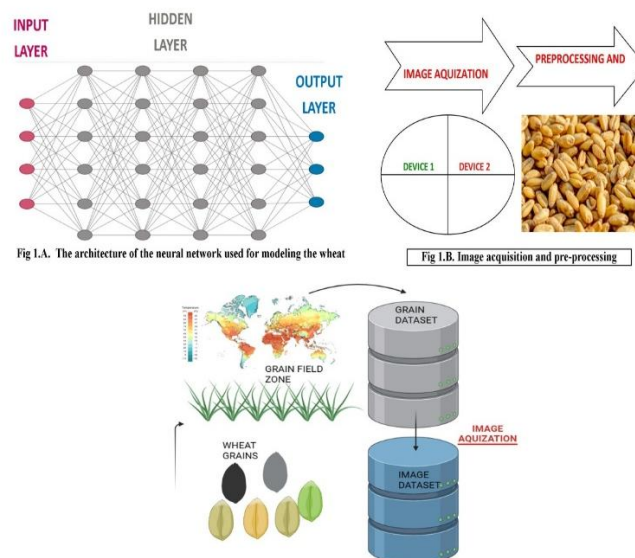 INPUT
LAYER
HIDDEN
LAYER
OUTPUT
LAYER
Fig 1.A. The architecture of the neural network used for modeling the wheat
IMAGE AQUIZATION
PREPROCESSING AND
DEVICE 1
DEVICE 2
Fig 1.B. Image acquisition and pre-processing
GRAIN FIELD
ZONE
WHEAT
GRAINS
GRAIN
DATASET
IMAGE
AQUIZATION
IMAGE
DATASET